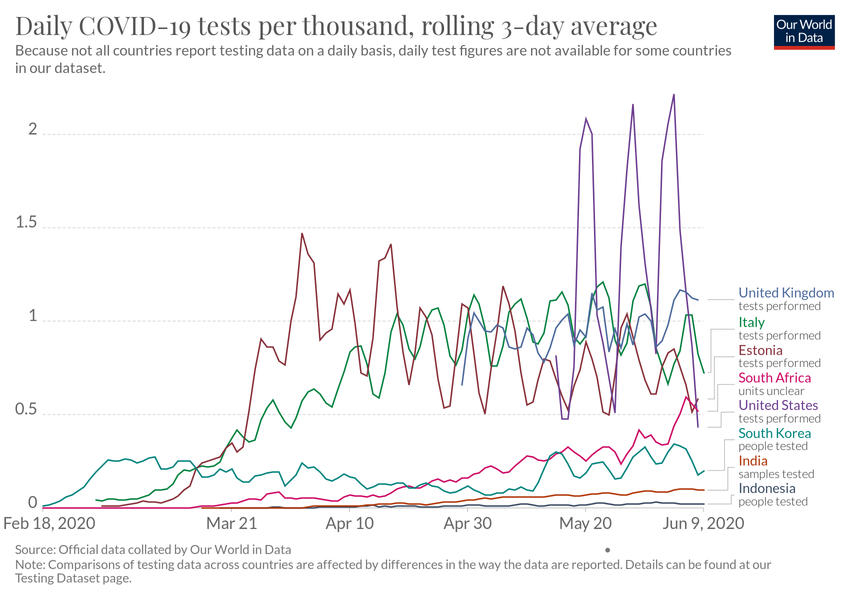 Daily COVID-19 tests per thousand, rolling 3-day average
Our World
in Data
Because not all countries report testing data on a daily basis, daily test figures are not available for some countries
in our dataset.
2
1.5
1
0.5
0
United Kingdom
tests performed
Italy
tests performed
Estonia
tests performed
South Africa
units unclear
United States
tests performed
South Korea
people tested
India
samples tested
Indonesia
people tested
Feb 18, 2020
Mar 21
Apr 10
Apr 30
May 20
Jun 9, 2020
Source: Official data collated by Our World in Data
Note: Comparisons of testing data across countries are affected by differences in the way the data are reported. Details can be found at our
Testing Dataset page.